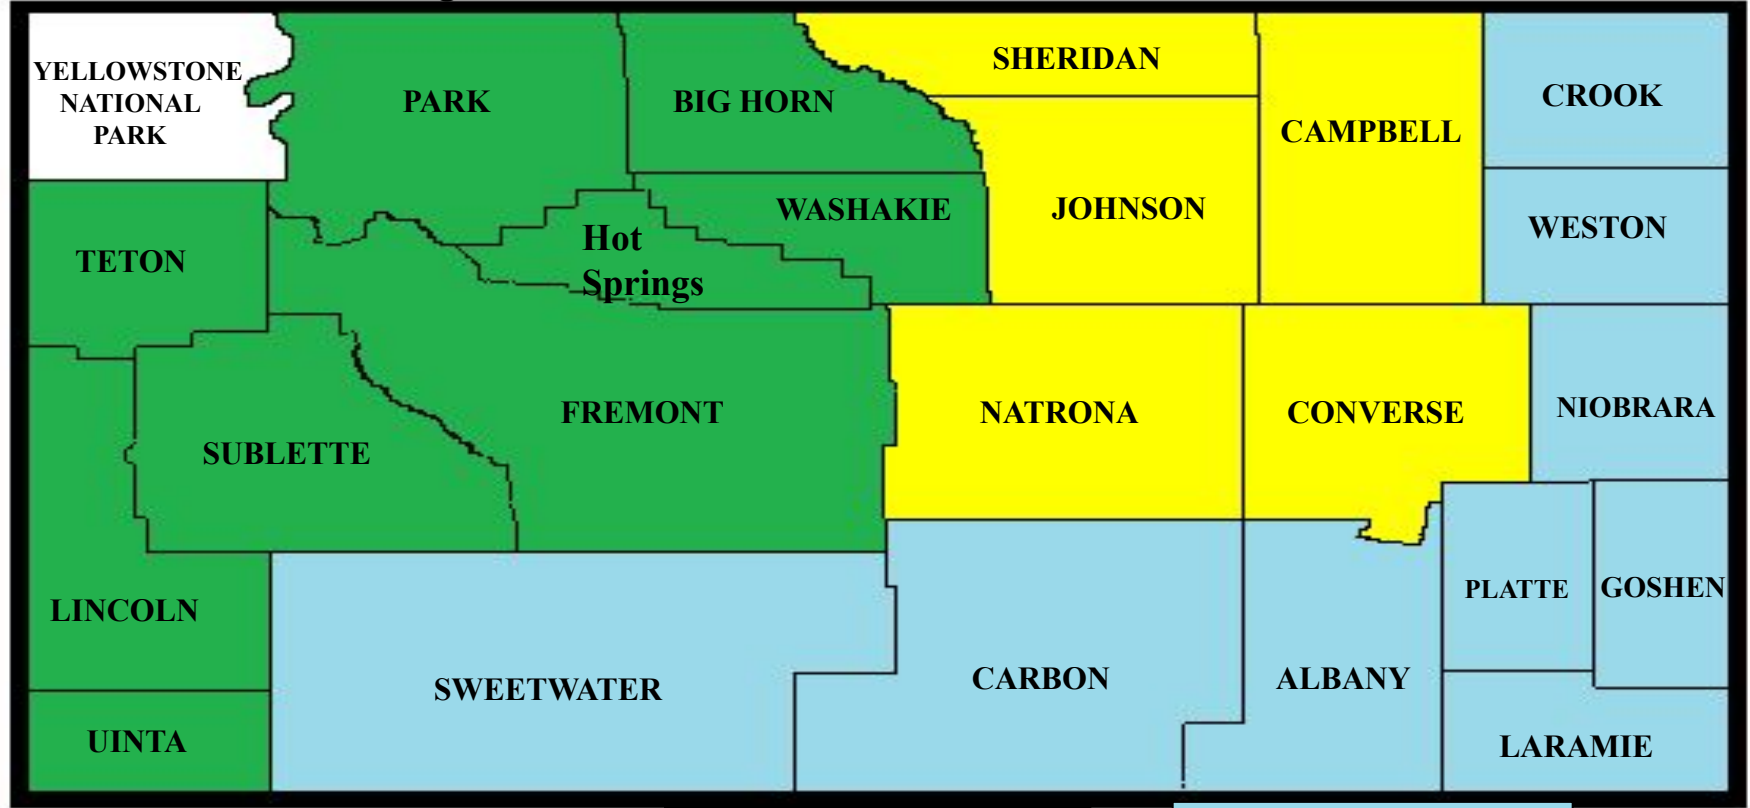 YELLOWSTONE
NATIONAL
PARK
PARK
BIG HORN
SHERIDAN
CAMPBELL
CROOK
TETON
Hot
Springs
WASHAKIE
JOHNSON
WESTON
SUBLETTE
FREMONT
NATRONA
CONVERSE
NIOBRARA
LINCOLN
UINTA
SWEETWATER
CARBON
ALBANY
PLATTE
GOSHEN
LARAMIE